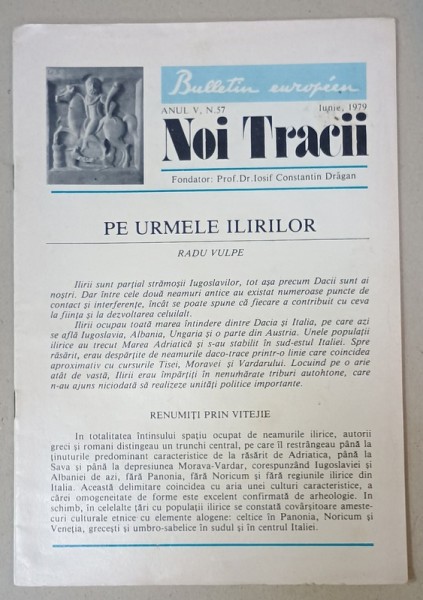 Bulletin européen
ANUL V, N.57 Iunie, 1979
Noi Tracii
Fondator: Prof. Dr. Iosif Constantin Drăgan
PE URMELE ILIRILOR
RADU VULPE
Ilirii sunt parțial strămoșii Iugoslavilor, tot așa precum Dacii sunt ai
noștri. Dar între cele două neamuri antice au existat numeroase puncte de
contact și interferențe, încât se poate spune că fiecare a contribuit cu ceva
la ființa și la dezvoltarea celuilalt.
Ilirii ocupau toată marea întindere dintre Dacia și Italia, pe care azi
se află Iugoslavia, Albania, Ungaria și o parte din Austria. Unele populații
ilirice au trecut Marea Adriatică și s-au stabilit în sud-estul Italiei. Spre
răsărit, erau despărțite de neamurile daco-trace printr-o linie care coincidea
aproximativ cu cursurile Tisei, Moravei și Vardarului. Locuind pe o arie
atât de vastă, Ilirii erau împărțiți în nenumărate triburi autohtone, care
n-au ajuns niciodată să realizeze unități politice importante.
RENUMIȚI PRIN VITEJIE
In totalitatea întinsului spațiu ocupat de neamurile ilirice, autorii
greci și romani distingeau un trunchi central, pe care îl restrângeau până la
ținuturile predominant caracteristice de la răsărit de Adriatica, până la
Sava și până la depresiunea Morava-Vardar, corespunzând Iugoslaviei și
Albaniei de azi, fără Panonia, fără Noricum și fără regiunile ilirice din
Italia. Această delimitare coincidea cu aria unei culturi caracteristice, a
cărei omogeneitate de forme este excelent confirmată de arheologie. In
schimb, în celelalte țări cu populații ilirice se constată covârșitoare ameste-
curi culturale etnice cu elemente alogene: celtice în Panonia, Noricum și
Veneția, grecești și umbro-sabelice în sudul și în centrul Italiei.